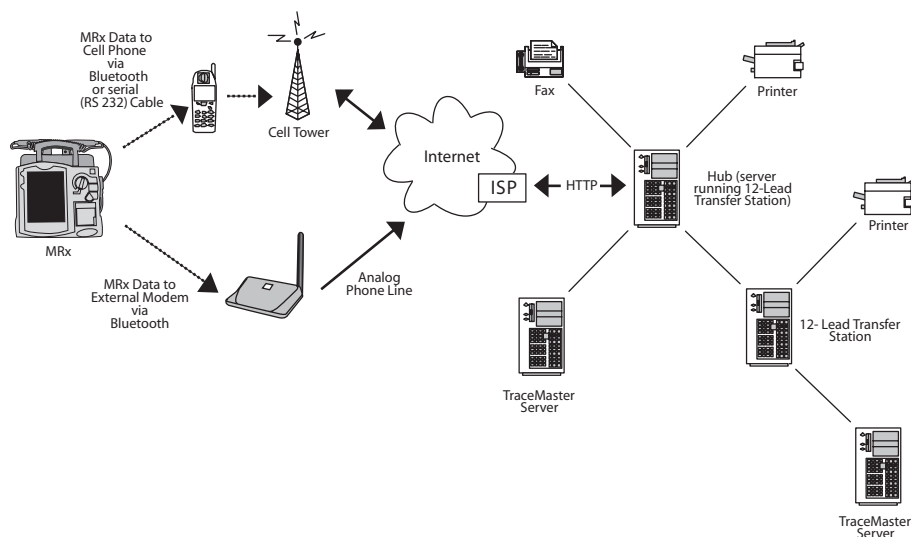 MRx Data to
Cell Phone
via
Bluetooth
or serial
(RS 232) Cable
Cell Tower
MRx
MRx Data to
External Modem
via
Bluetooth
Analog
Phone Line
Internet
ISP
HTTP
Fax
Printer
Hub (server
running 12-Lead
Transfer Station)
Printer
12- Lead Transfer
Station
TraceMaster
Server
TraceMaster
Server